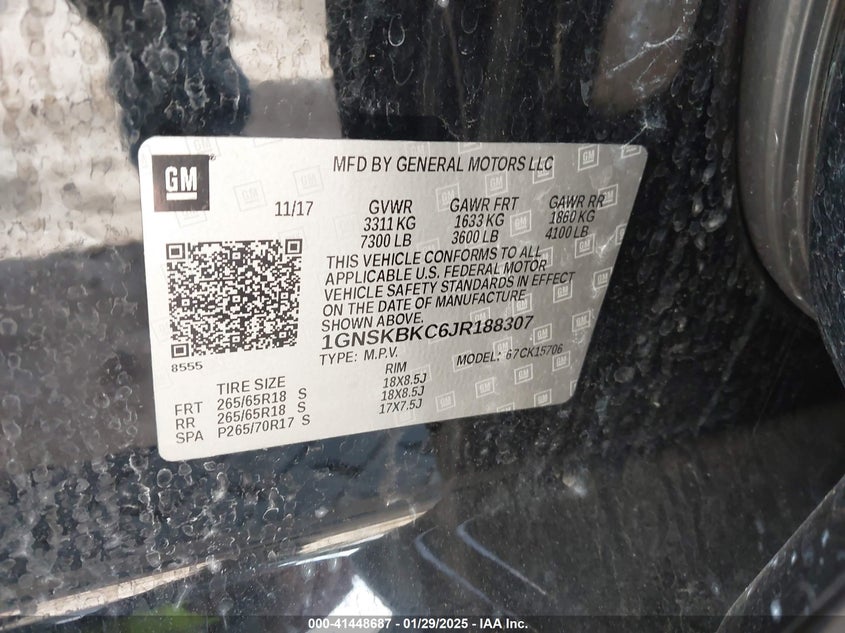 GM
MFD BY GENERAL MOTORS LLC
11/17 GVWR GAWR FRT GAWR RR
3311 KG 1633 KG 1860 KG
7300 LB 3600 LB 4100 LB
THIS VEHICLE CONFORMS TO ALL
APPLICABLE U.S. FEDERAL MOTOR
VEHICLE SAFETY STANDARDS IN EFFECT
ON THE DATE OF MANUFACTURE
SHOWN ABOVE.
1GNSKBKC6JR188307
8555 TYPE: M.P.V. MODEL: 67CK15706
TIRE SIZE RIM
FRT 265/65R18 S 18X8.5J
RR 265/65R18 S 18X8.5J
SPA P265/70R17 S 17X7.5J
000-41448687 - 01/29/2025 - IAA Inc.